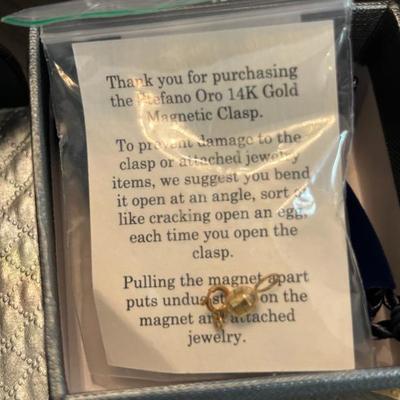 Thank you for purchasing
the Stefano Oro 14K Gold
Magnetic Clasp.
To prevent damage to the
clasp or attached jewelry
items, we suggest you bend
it open at an angle, sort of
like cracking open an egg,
each time you open the
clasp.
Pulling the magnet apart
puts undue on the
magnet and attached
jewelry.